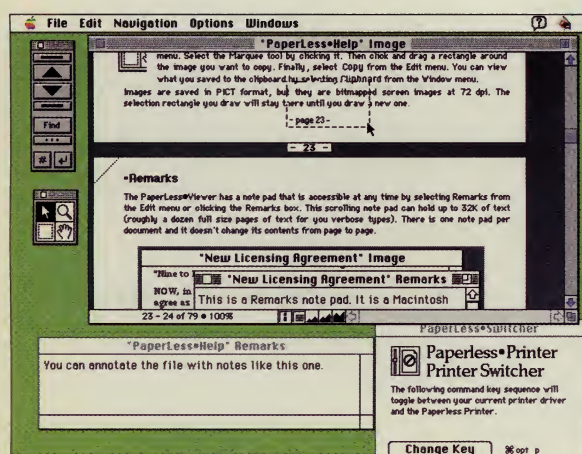 File Edit Navigation Options Windows
"PaperLess•Help" Image
menu. Select the Marquee tool by clicking it. Then click and drag a rectangle around
the image you want to copy. Finally, select Copy from the Edit menu. You can view
what you saved to the clipboard by selecting Clipboard from the Window menu.
Images are saved in PICT format, but they are bitmapped screen images at 72 dpi. The
selection rectangle you draw will stay there until you draw a new one.
- page 23 -
- 23 -
Find
...
#
•Remarks
The PaperLess•Viewer has a note pad that is accessible at any time by selecting Remarks from
the Edit menu or clicking the Remarks box. This scrolling note pad can hold up to 32K of text
(roughly a dozen full size pages of text for you verbose types). There is one note pad per
document and it doesn't change its contents from page to page.
"New Licensing Agreement" Image
"Nine to
"New Licensing Agreement" Remarks
NOW, in
agree as
This is a Remarks note pad. It is a Macintosh
23 - 24 of 79 • 100%
"PaperLess•Help" Remarks
You can annotate the file with notes like this one.
PaperLess•Switcher
Paperless•Printer
Printer Switcher
The following command key sequence will
toggle between your current printer driver
and the Paperless Printer.
Change Key
⌘ opt p